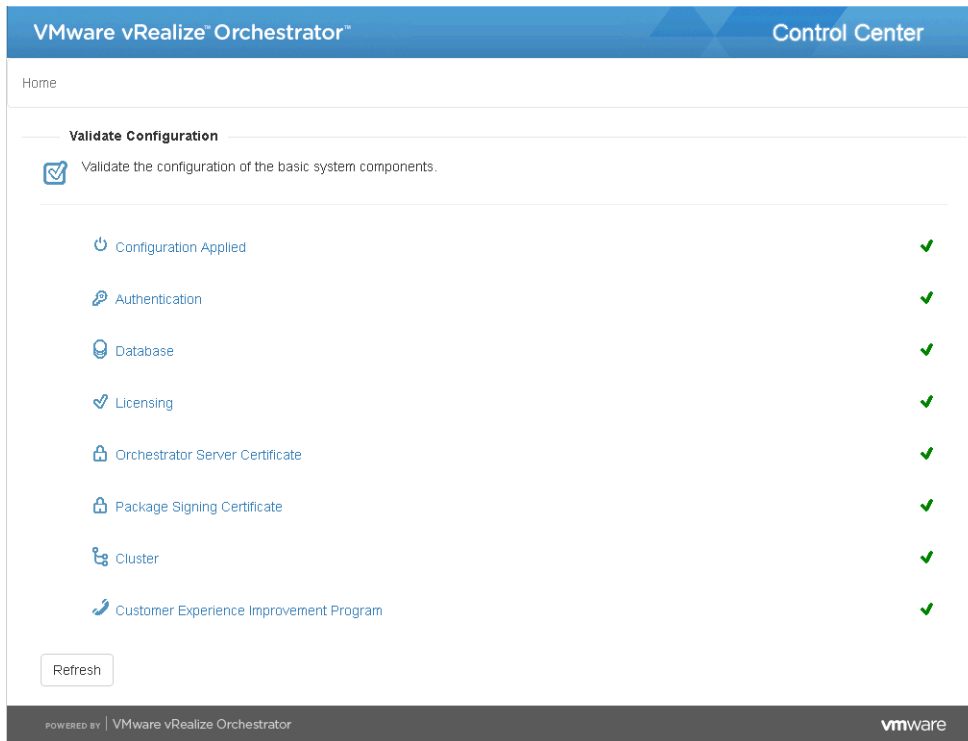 VMware vRealize™ Orchestrator™ Control Center
Home
Validate Configuration
Validate the configuration of the basic system components.
Configuration Applied
Authentication
Database
Licensing
Orchestrator Server Certificate
Package Signing Certificate
Cluster
Customer Experience Improvement Program
Refresh
POWERED BY | VMware vRealize Orchestrator vmware